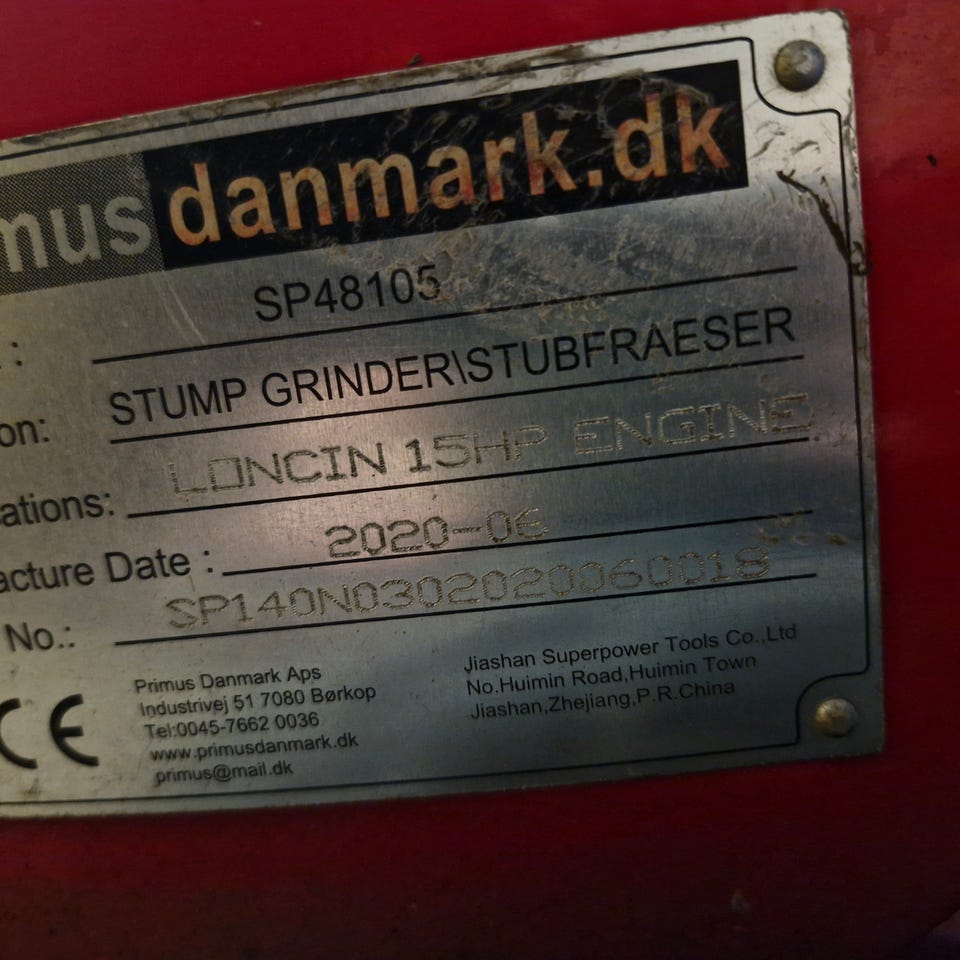 mus danmark.dk
: SP48105
on: STUMP GRINDER\STUBFRAESER
ations: LONCIN 15HP ENGINE
acture Date : 2020-06
No.: SP140N0302020060018
Primus Danmark Aps
Industrivej 51 7080 Børkop
Tel:0045-7662 0036
www.primusdanmark.dk
primus@mail.dk
Jiashan Superpower Tools Co.,Ltd
No.Huimin Road,Huimin Town
Jiashan,Zhejiang,P.R.China
CE